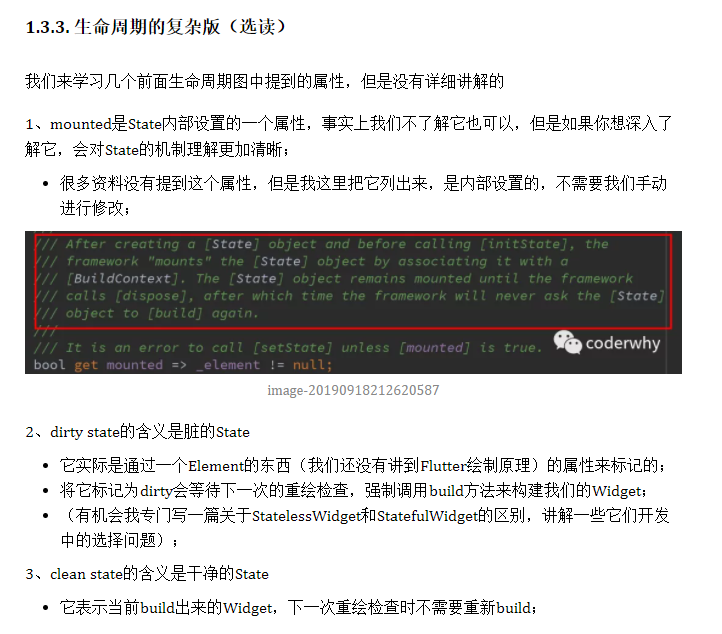 1.3.3. 生命周期的复杂版（选读）
我们来学习几个前面生命周期图中提到的属性，但是没有详细讲解的
1、mounted是State内部设置的一个属性，事实上我们不了解它也可以，但是如果你想深入了
解它，会对State的机制理解更加清晰；
• 很多资料没有提到这个属性，但是我这里把它列出来，是内部设置的，不需要我们手动
进行修改；
/// After creating a [State] object and before calling [initState], the
/// framework "mounts" the [State] object by associating it with a
/// [BuildContext]. The [State] object remains mounted until the framework
/// calls [dispose], after which time the framework will never ask the [State]
/// object to [build] again.
///
/// It is an error to call [setState] unless [mounted] is true.
coderwhy
bool get mounted => _element != null;
image-20190918212620587
2、dirty state的含义是脏的State
• 它实际是通过一个Element的东西（我们还没有讲到Flutter绘制原理）的属性来标记的；
• 将它标记为dirty会等待下一次的重绘检查，强制调用build方法来构建我们的Widget；
• （有机会我专门写一篇关于StatelessWidget和StatefulWidget的区别，讲解一些它们开发
中的选择问题）；
3、clean state的含义是干净的State
• 它表示当前build出来的Widget，下一次重绘检查时不需要重新build；